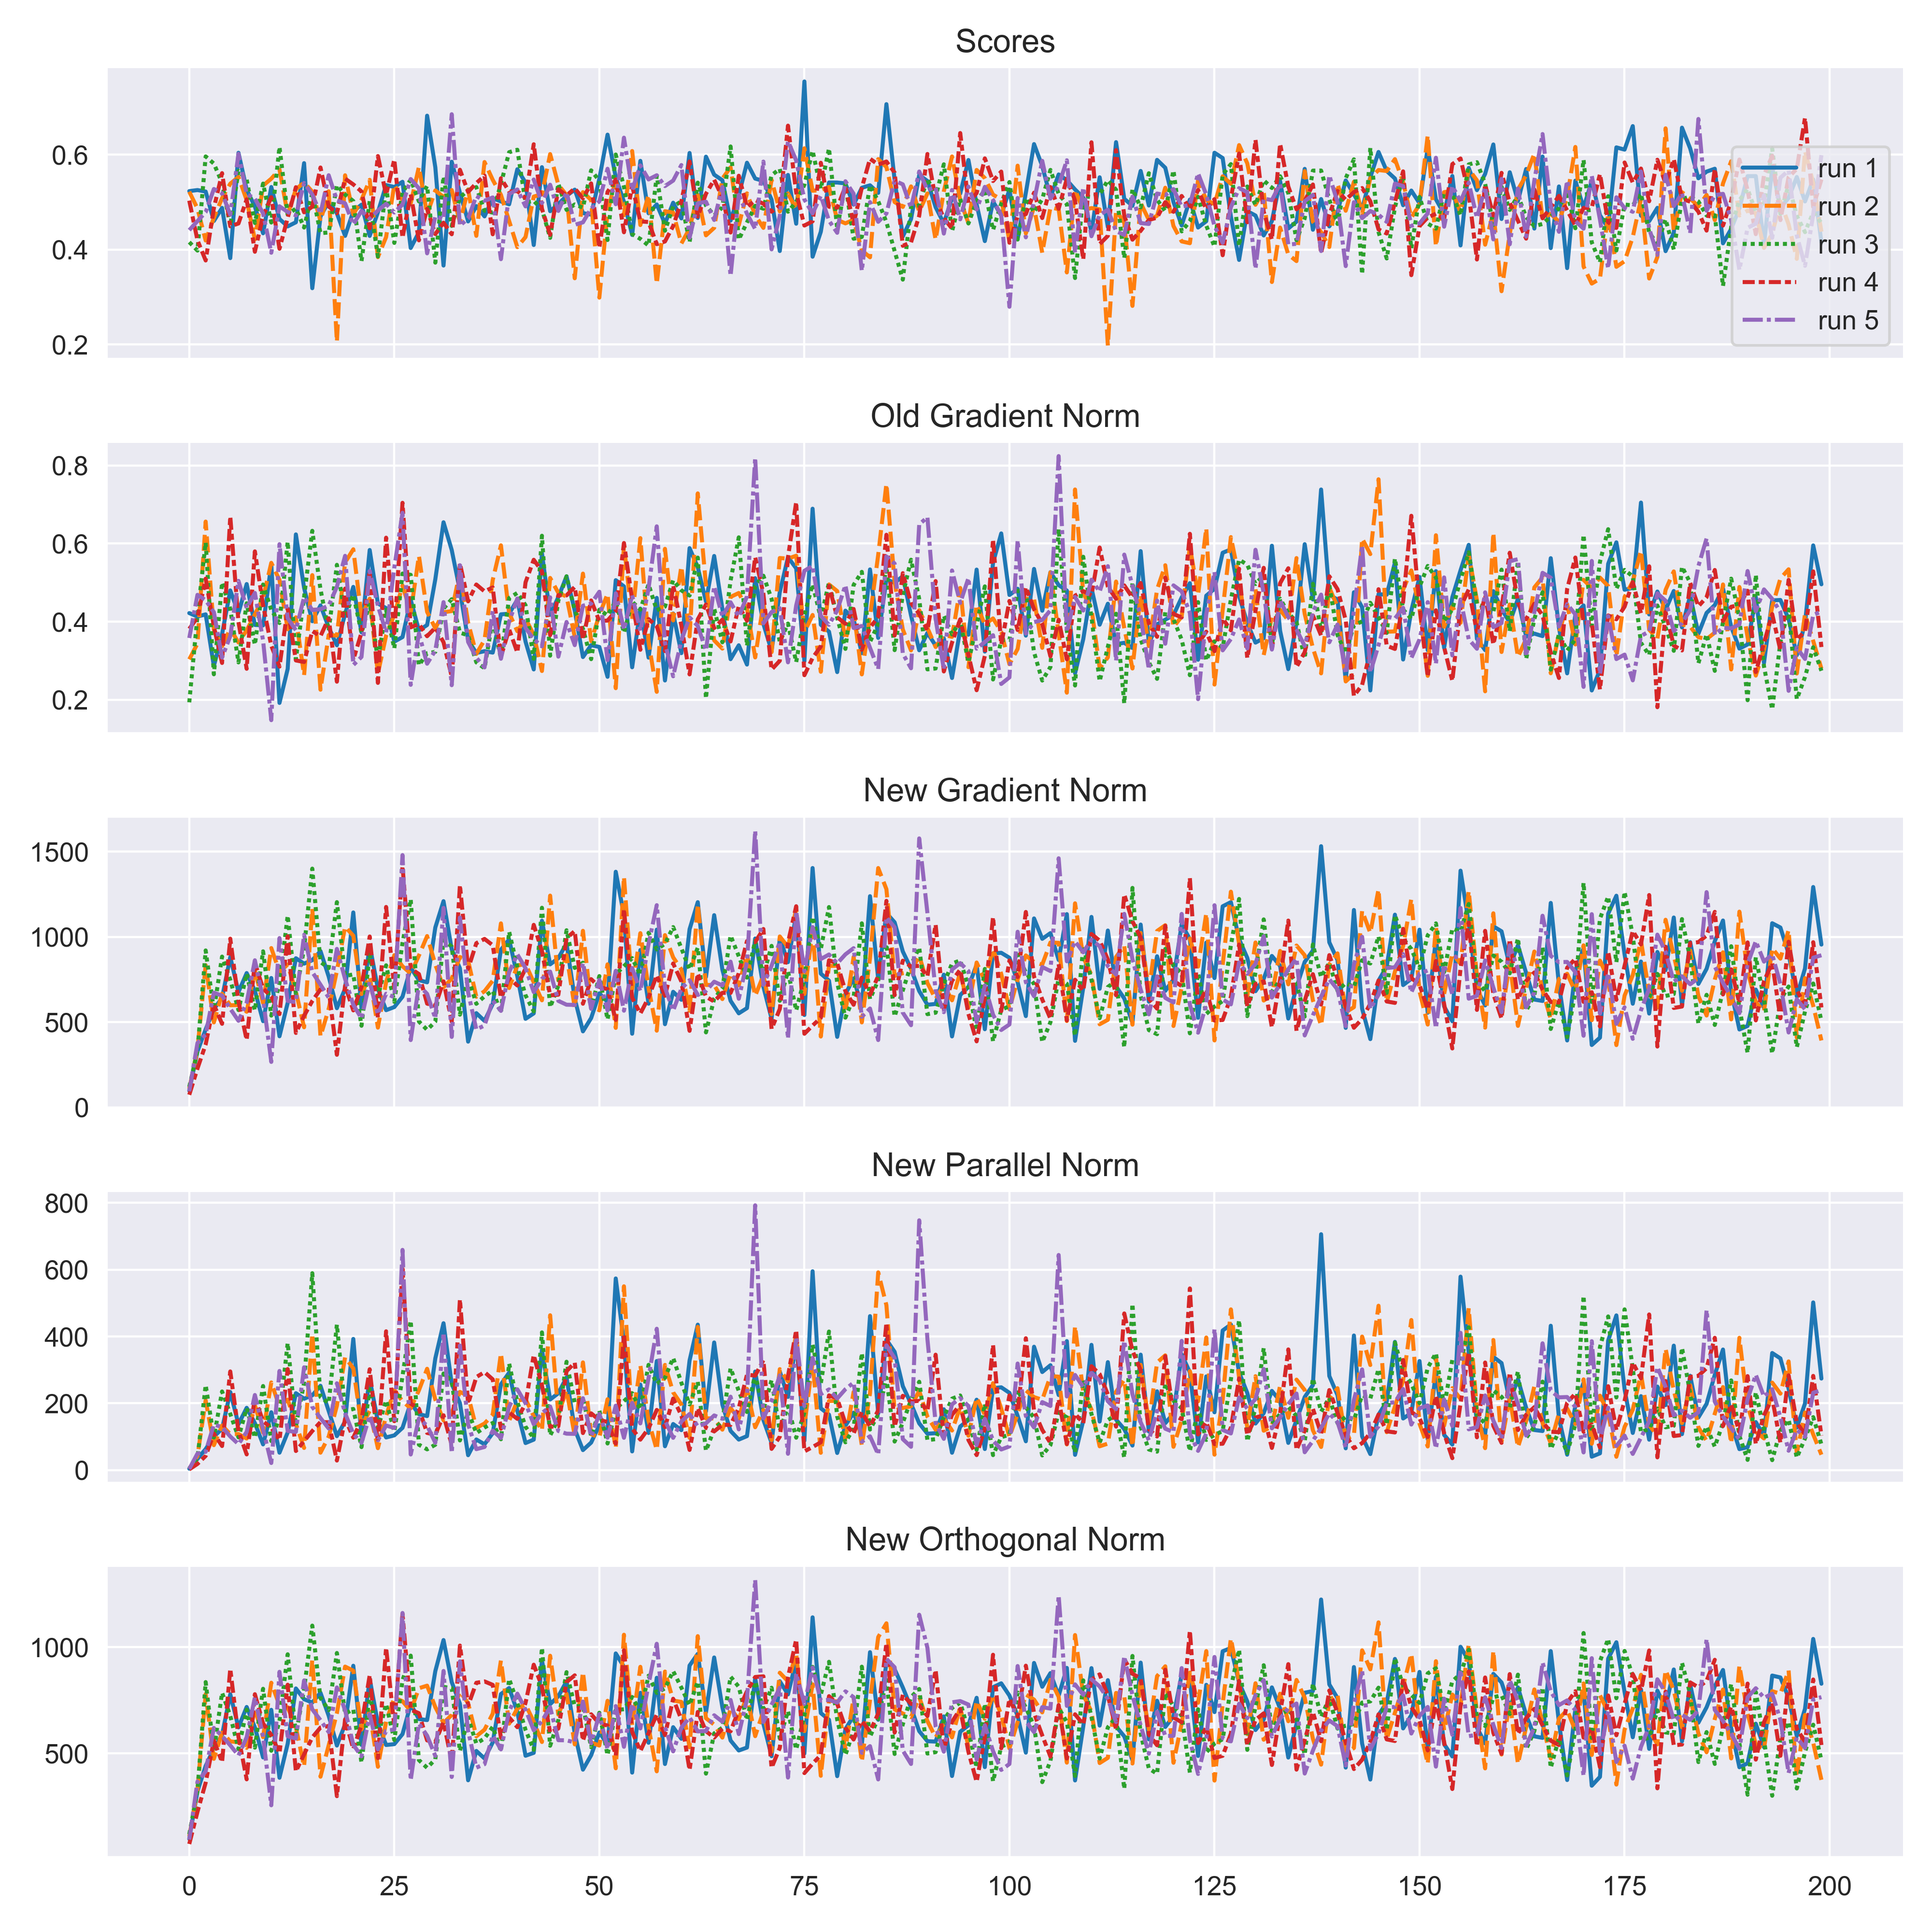 Scores
0.6
0.4
0.2
run 1
run 2
run 3
run 4
run 5
Old Gradient Norm
0.8
0.6
0.4
0.2
New Gradient Norm
1500
1000
500
0
New Parallel Norm
800
600
400
200
0
New Orthogonal Norm
1000
500
0 25 50 75 100 125 150 175 200